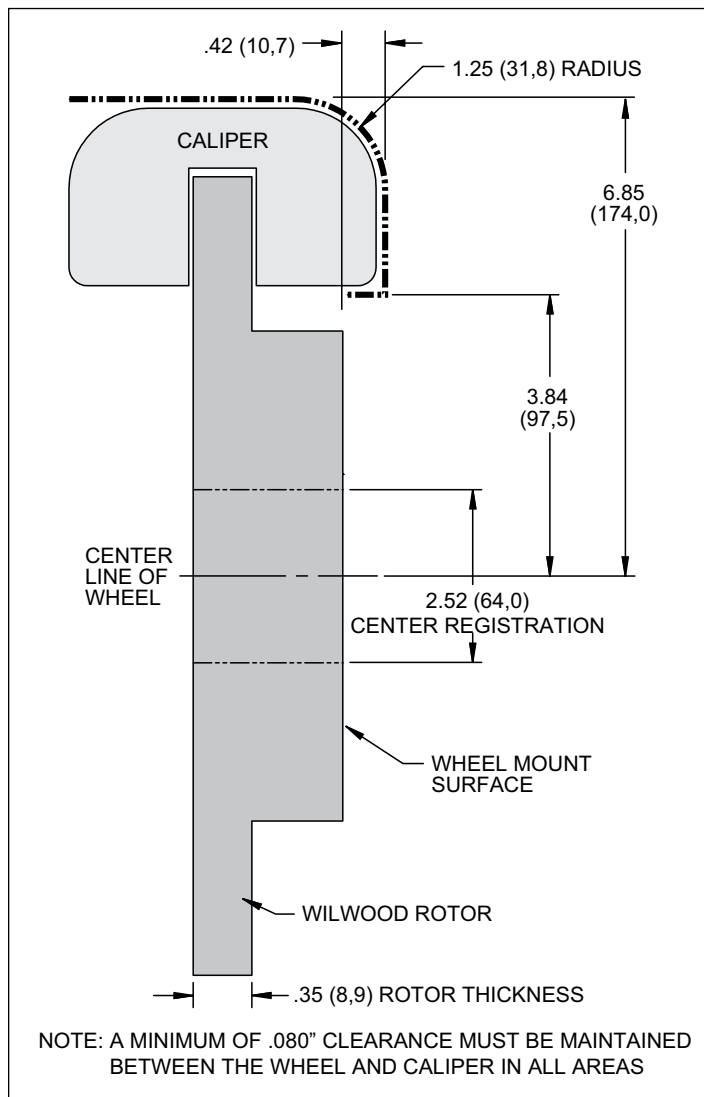 .42 (10,7)
1.25 (31,8) RADIUS
CALIPER
6.85
(174,0)
3.84
(97,5)
CENTER
LINE OF
WHEEL
2.52 (64,0)
CENTER REGISTRATION
WHEEL MOUNT
SURFACE
WILWOOD ROTOR
.35 (8,9) ROTOR THICKNESS
NOTE: A MINIMUM OF .080” CLEARANCE MUST BE MAINTAINED
BETWEEN THE WHEEL AND CALIPER IN ALL AREAS